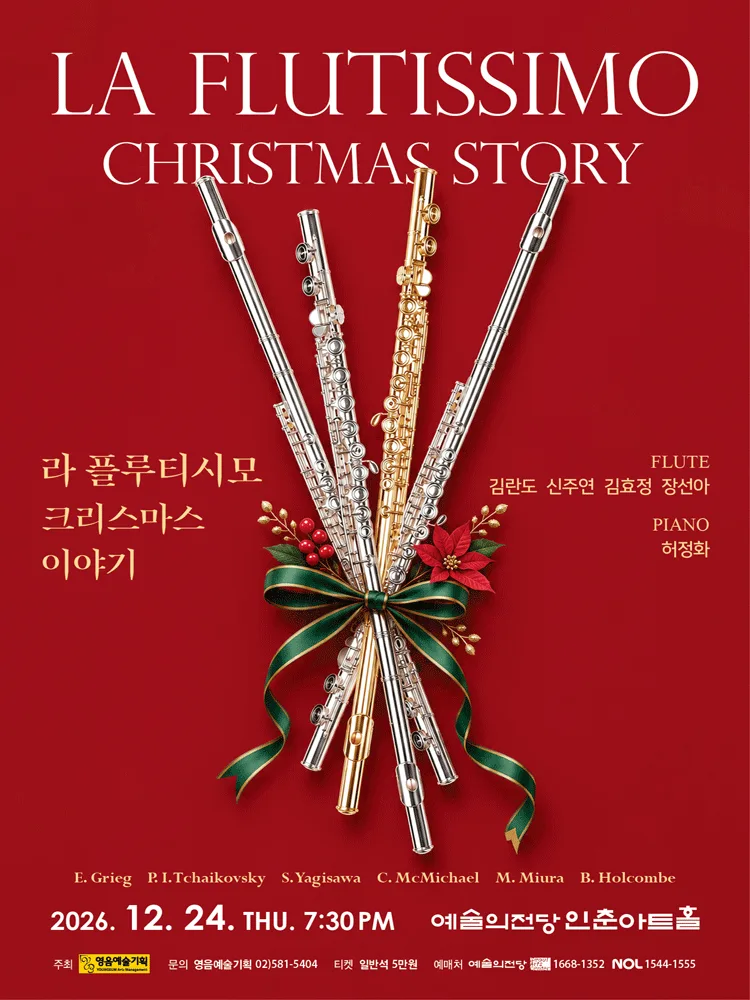 LA FLUTISSIMO
CHRISTMAS STORY
라 플루티시모
크리스마스
이야기
FLUTE
김란도 신주연 김효정 장선아
PIANO
허정화
E. Grieg P. I.Tchaikovsky S.Yagisawa C. McMichael M. Miura B. Holcombe
2026. 12. 24. THU. 7:30 PM 예술의전당 인춘아트홀
주최 영음예술기획 YOUNGEUM Arts Management 문의 영음예술기획 02)581-5404 티켓 일반석 5만원 예매처 예술의전당 1668-1352 NOL 1544-1555